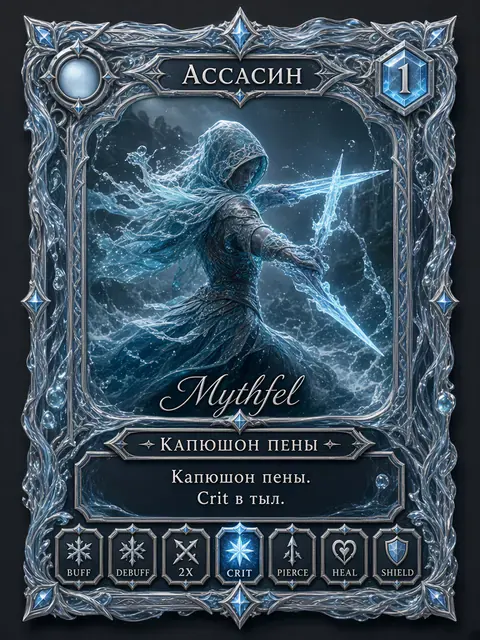 Ассасин
1
Mythfel
Капюшон пены
Капюшон пены.
Crit в тыл.
BUFF DEBUFF 2X CRIT PIERCE HEAL SHIELD